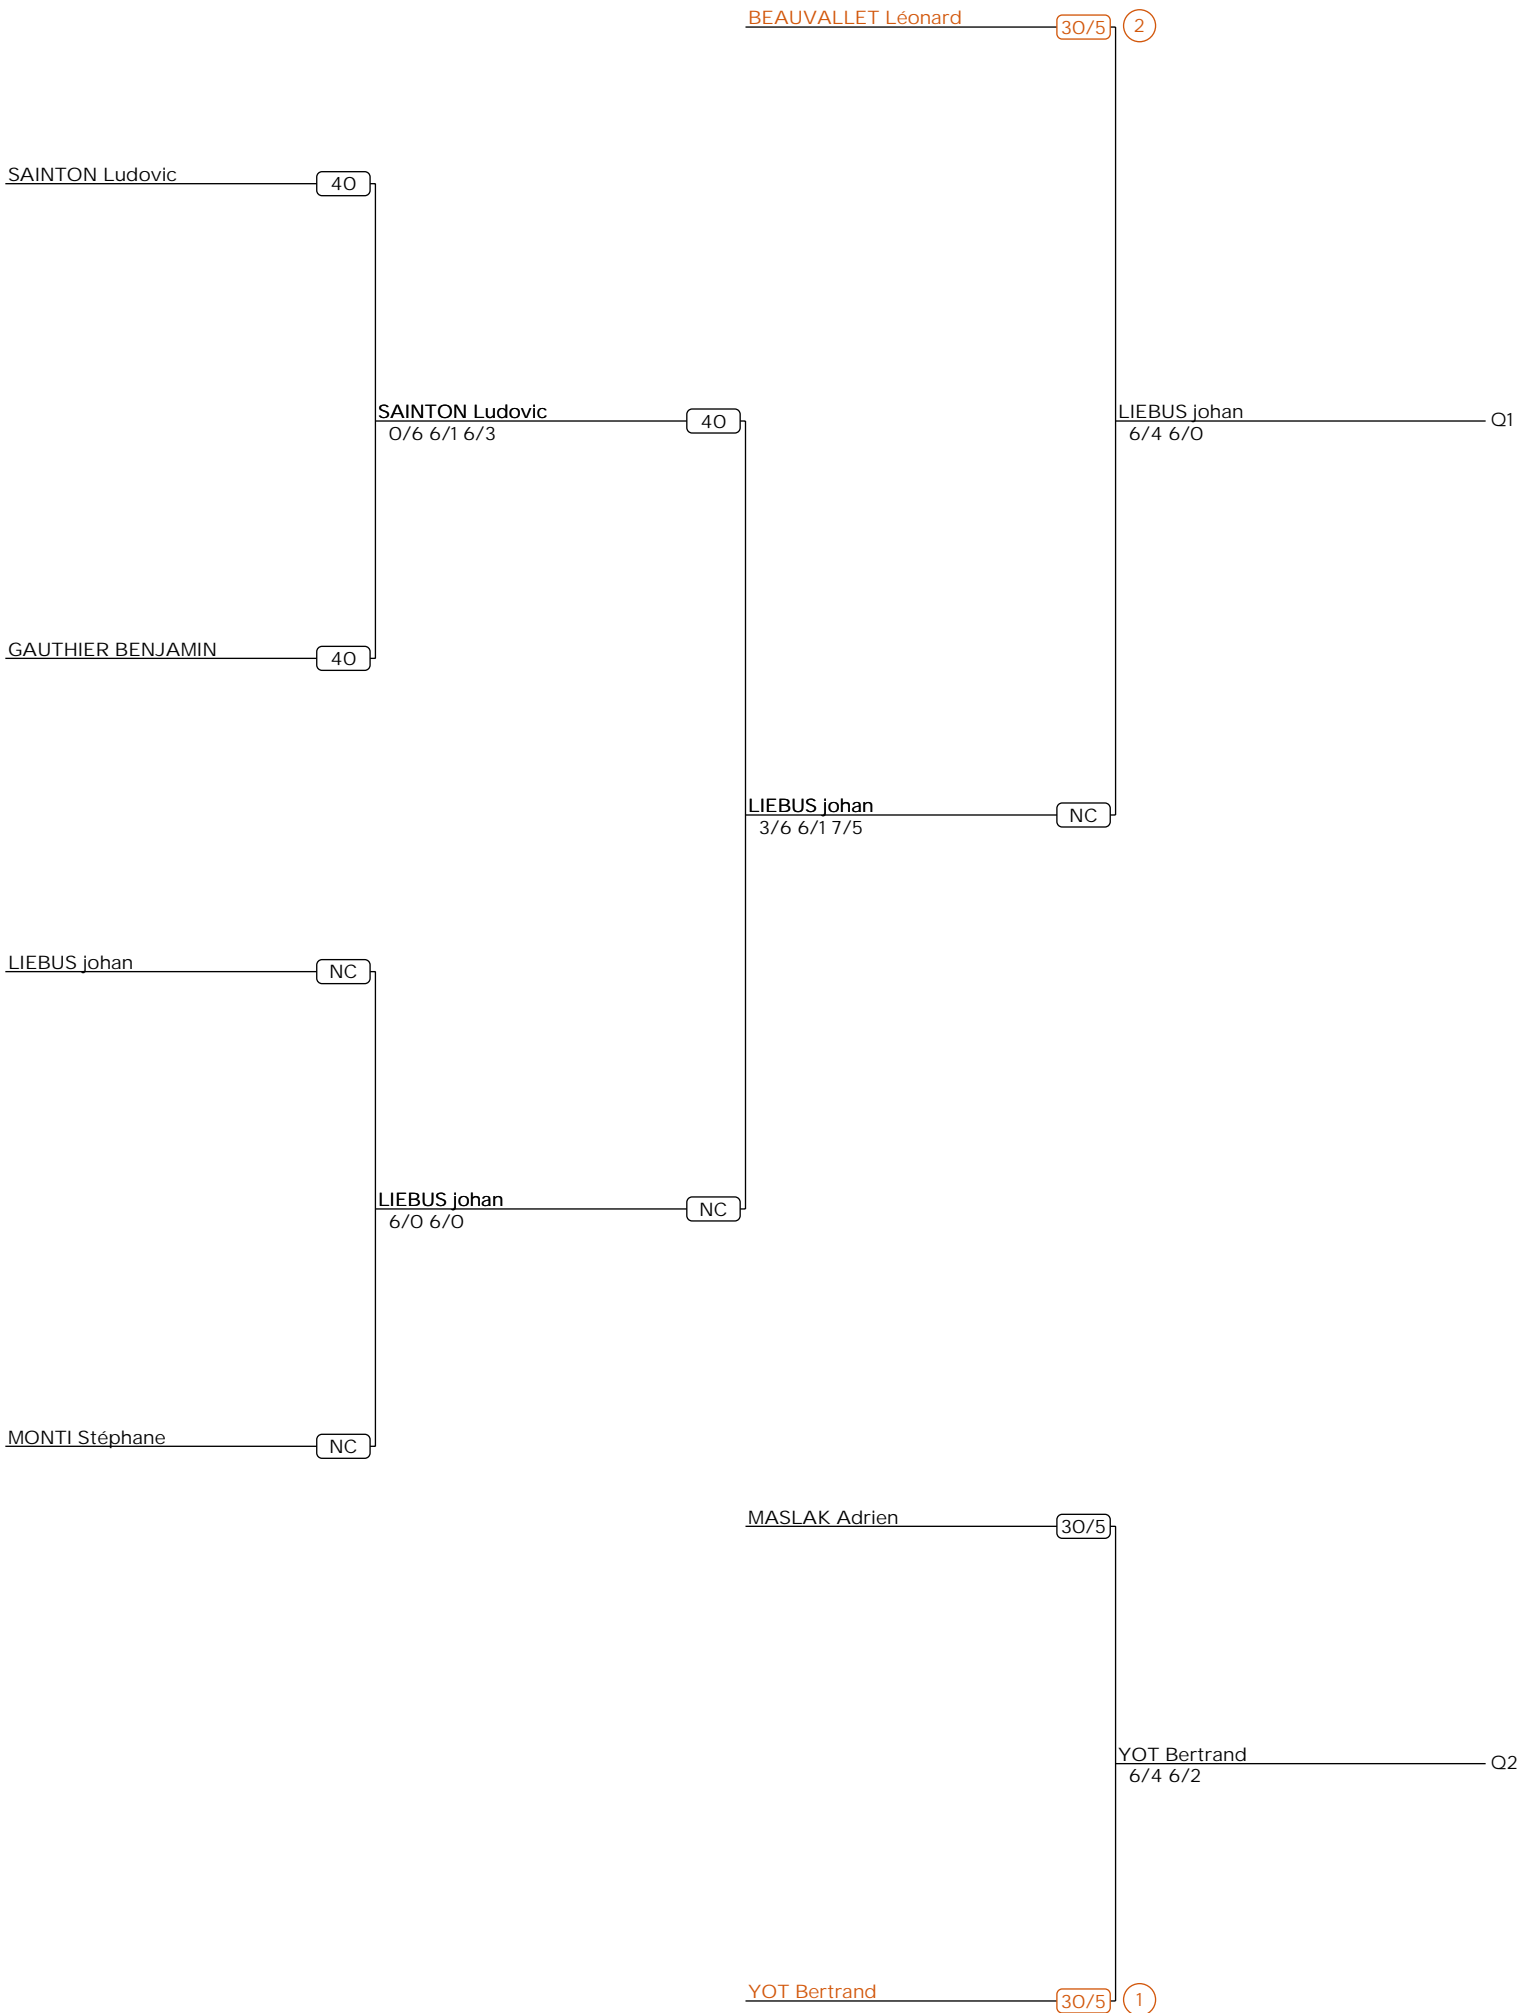 BEAUVALLET Léonard 30/5 2
SAINTON Ludovic 40
SAINTON Ludovic 40
0/6 6/1 6/3
LIEBUS johan Q1
6/4 6/0
GAUTHIER BENJAMIN 40
LIEBUS johan NC
3/6 6/1 7/5
LIEBUS johan NC
LIEBUS johan NC
6/0 6/0
MONTI Stéphane NC
MASLAK Adrien 30/5
YOT Bertrand Q2
6/4 6/2
YOT Bertrand 30/5 1